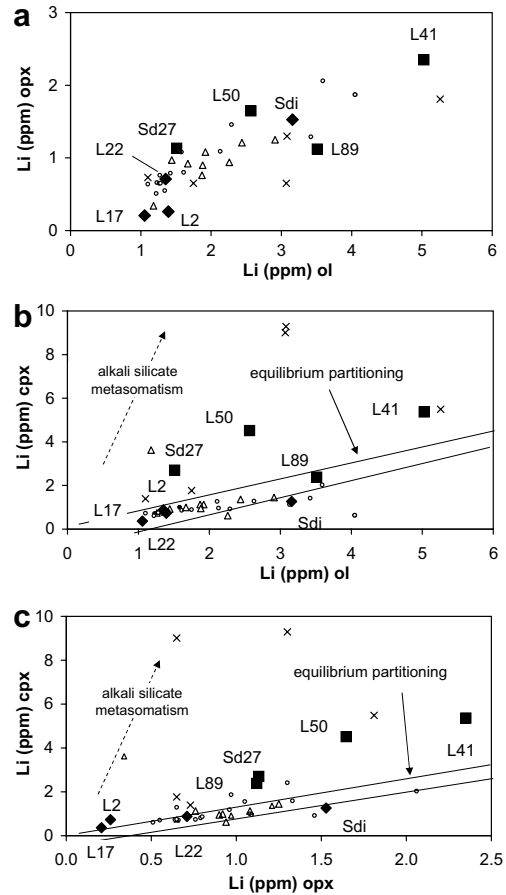 a
Li (ppm) opx
3
2
1
0
L41
L50
Sdi
Sd27
L22
L89
L17
L2
0 1 2 3 4 5 6
Li (ppm) ol
b
Li (ppm) cpx
10
8
6
4
2
0
alkali silicate
metasomatism
equilibrium partitioning
L50
L41
Sd27
L89
L2
L17
L22
Sdi
0 1 2 3 4 5 6
Li (ppm) ol
c
Li (ppm) cpx
10
8
6
4
2
0
alkali silicate
metasomatism
equilibrium partitioning
L50
L41
Sd27
L89
L2
L17
L22
Sdi
0.0 0.5 1.0 1.5 2.0 2.5
Li (ppm) opx